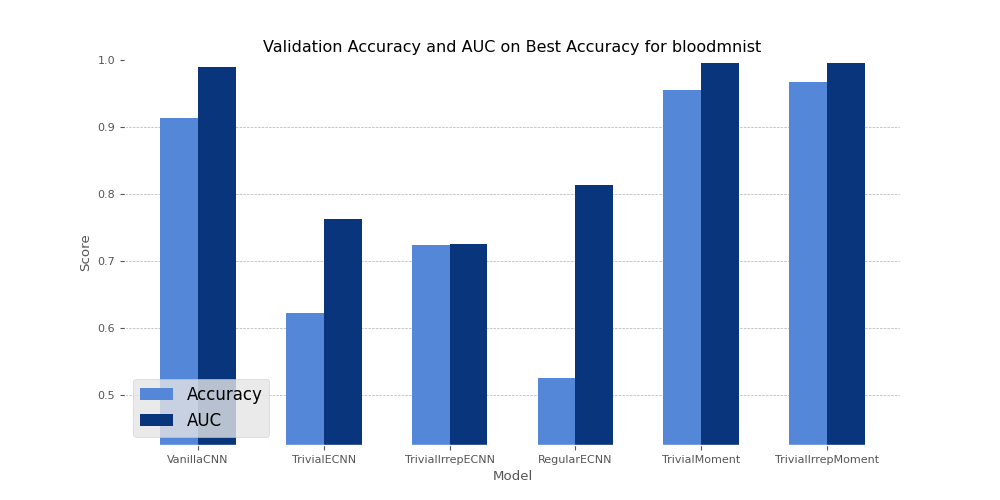 Validation Accuracy and AUC on Best Accuracy for bloodmnist
1.0
0.9
0.8
0.7
0.6
0.5
Score
Accuracy
AUC
VanillaCNN TrivialECNN TrivialIrrepECNN RegularECNN TrivialMoment TrivialIrrepMoment
Model